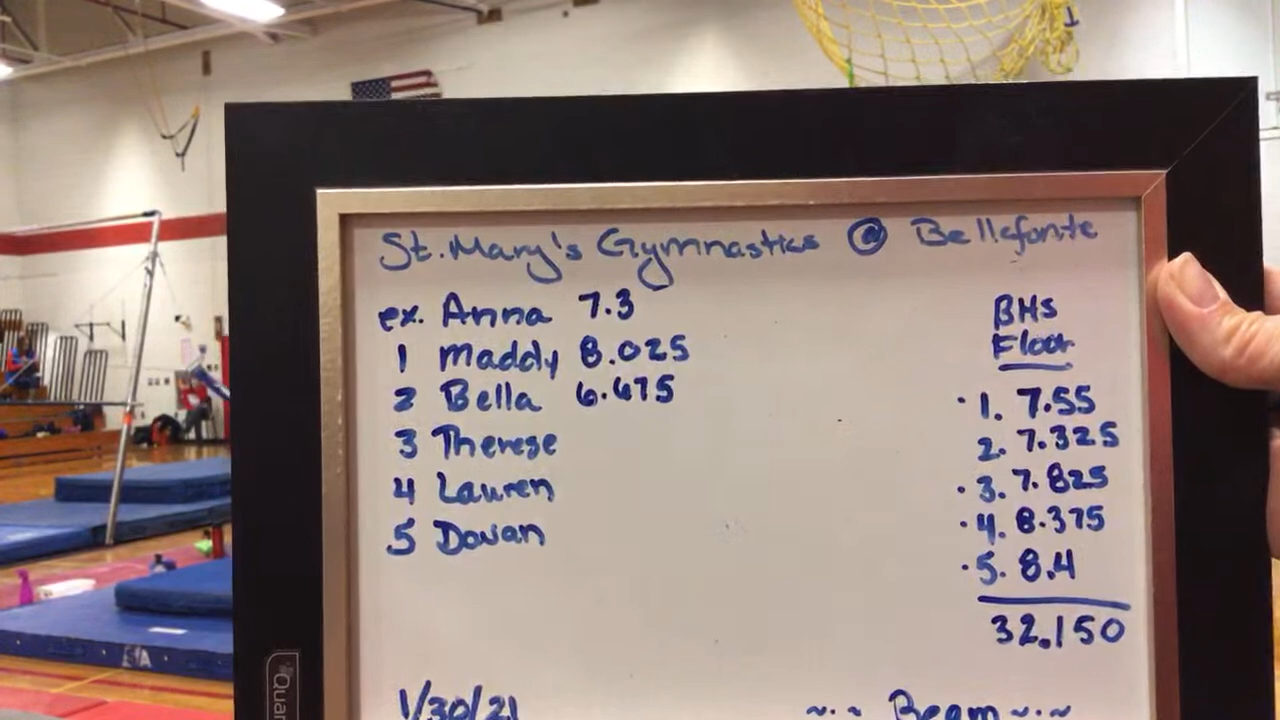 St. Mary's Gymnastics @ Bellefonte
ex. Anna 7.3
1 Maddy 8.025
2 Bella 6.475
3 Therese
4 Lauren
5 Dovan
BHS
Floor
· 1. 7.55
2. 7.325
· 3. 7.825
· 4. 8.375
· 5. 8.4
32.150
1/30/21
~·~ Beam ~·~